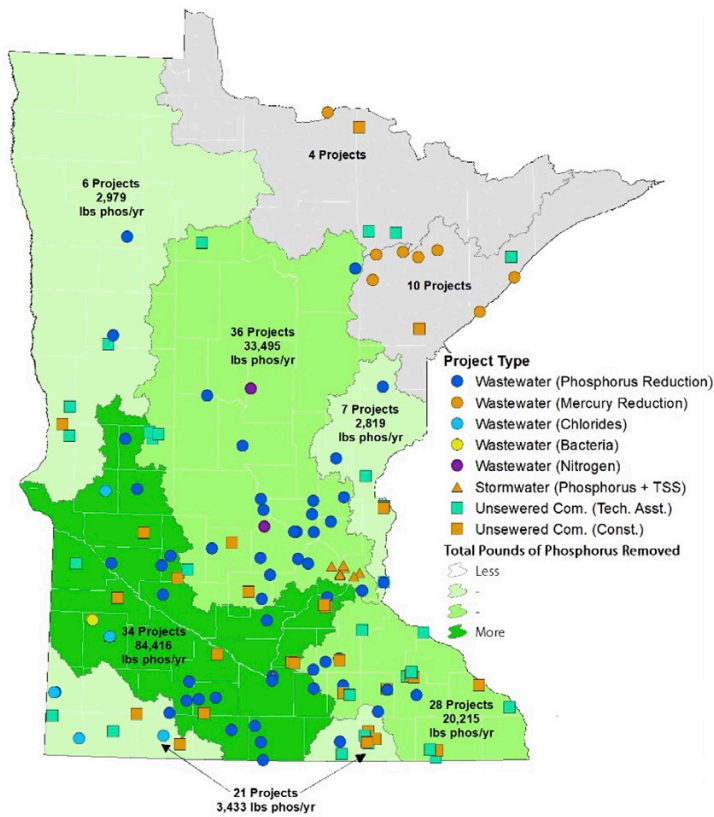 4 Projects
6 Projects
2,979
lbs phos/yr
10 Projects
36 Projects
33,495
lbs phos/yr
7 Projects
2,819
lbs phos/yr
Project Type
Wastewater (Phosphorus Reduction)
Wastewater (Mercury Reduction)
Wastewater (Chlorides)
Wastewater (Bacteria)
Wastewater (Nitrogen)
Stormwater (Phosphorus + TSS)
Unsewered Com. (Tech. Asst.)
Unsewered Com. (Const.)
Total Pounds of Phosphorus Removed
Less
-
-
More
34 Projects
84,416
lbs phos/yr
28 Projects
20,215
lbs phos/yr
21 Projects
3,433 lbs phos/yr